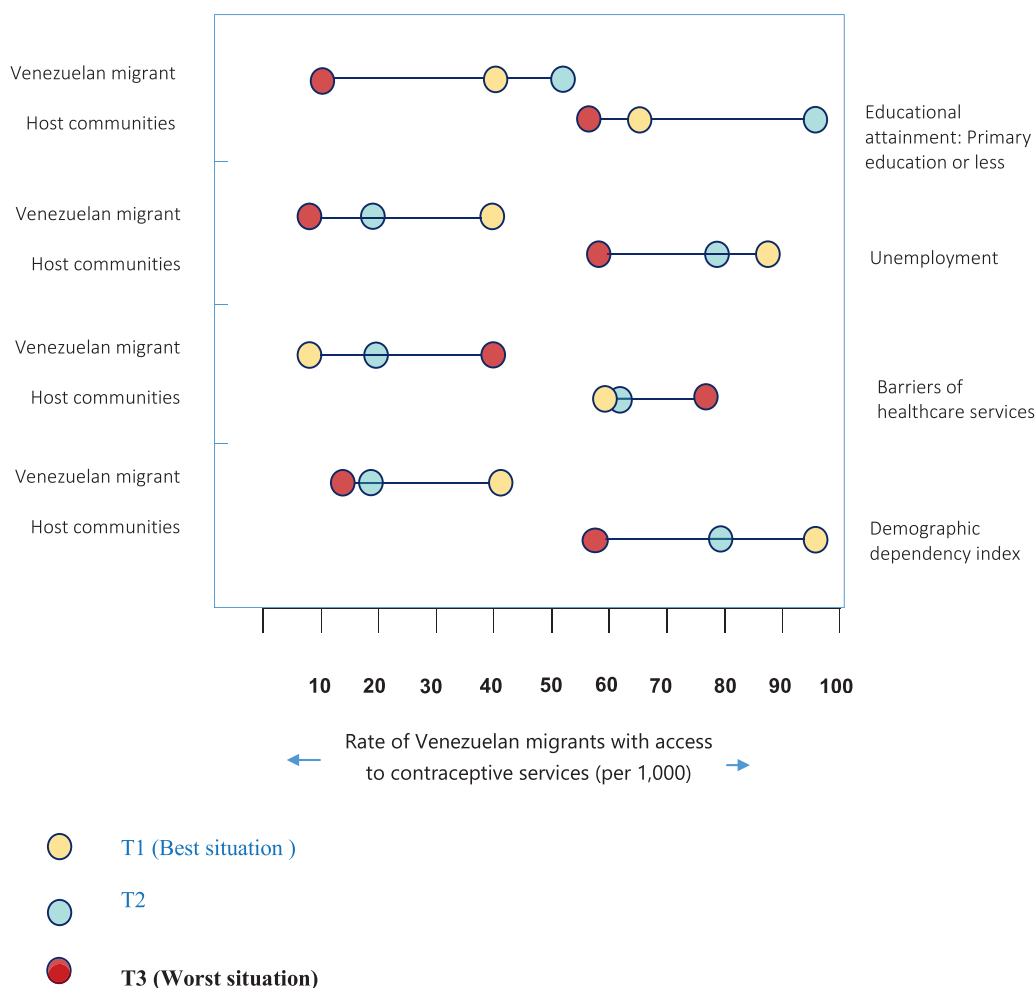 Venezuelan migrant
Host communities
Educational
attainment: Primary
education or less
Venezuelan migrant
Host communities
Unemployment
Venezuelan migrant
Host communities
Barriers of
healthcare services
Venezuelan migrant
Host communities
Demographic
dependency index
10 20 30 40 50 60 70 80 90 100
Rate of Venezuelan migrants with access
to contraceptive services (per 1,000)
T1 (Best situation )
T2
T3 (Worst situation)